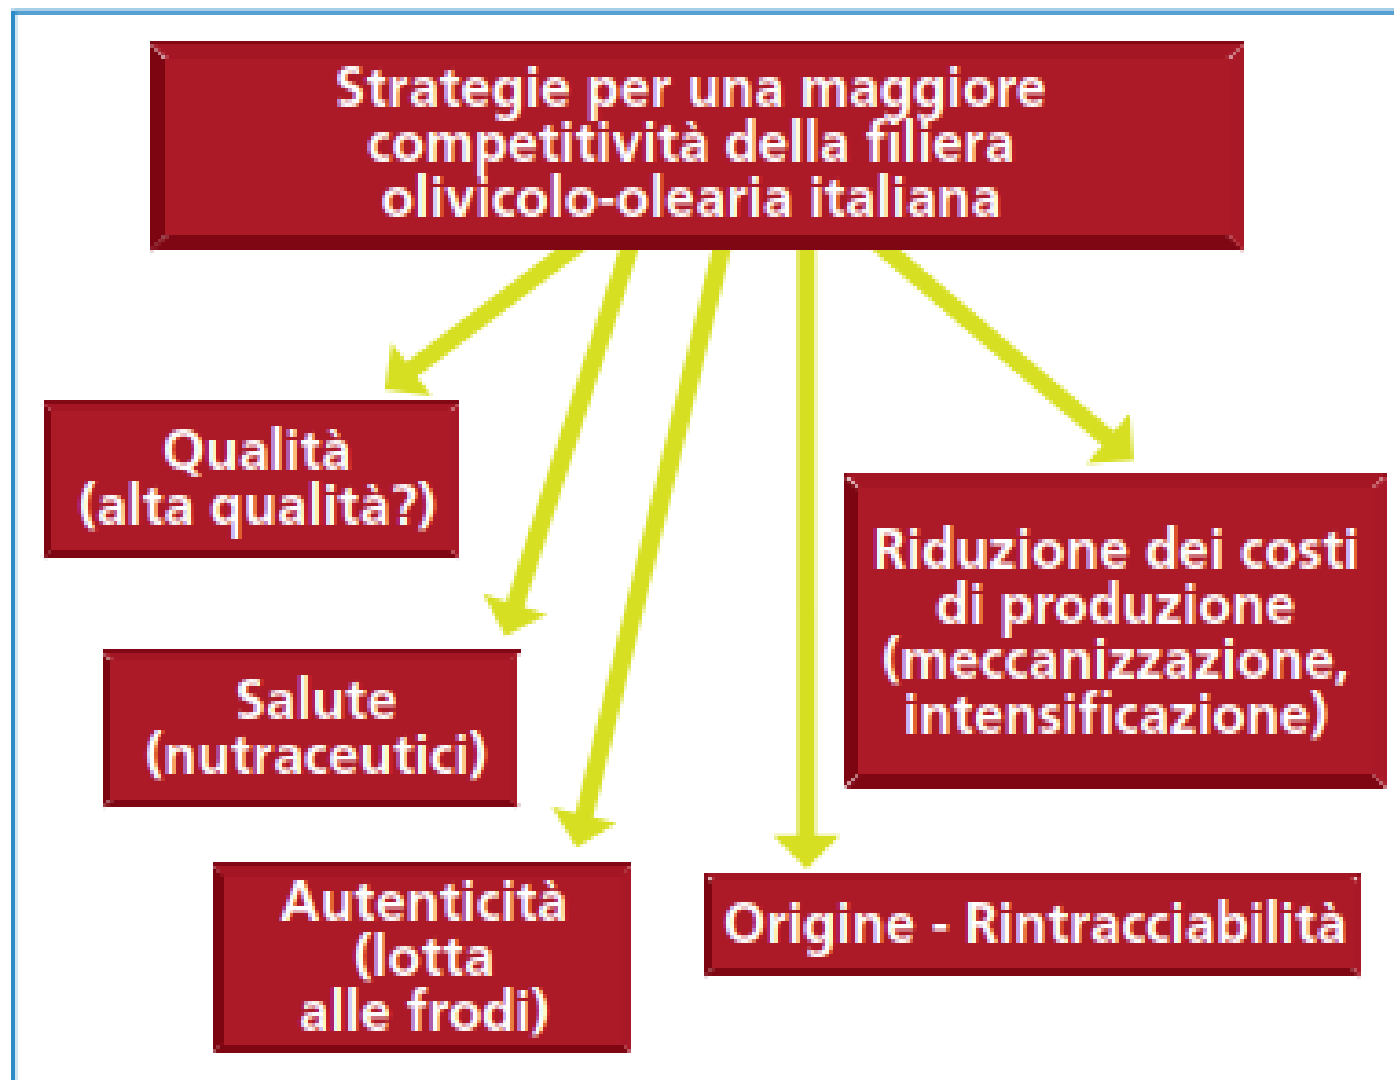 Strategie per una maggiore
competitività della filiera
olivicolo-olearia italiana
Qualità
(alta qualità?)
Salute
(nutraceutici)
Autenticità
(lotta
alle frodi)
Origine - Rintracciabilità
Riduzione dei costi
di produzione
(meccanizzazione,
intensificazione)